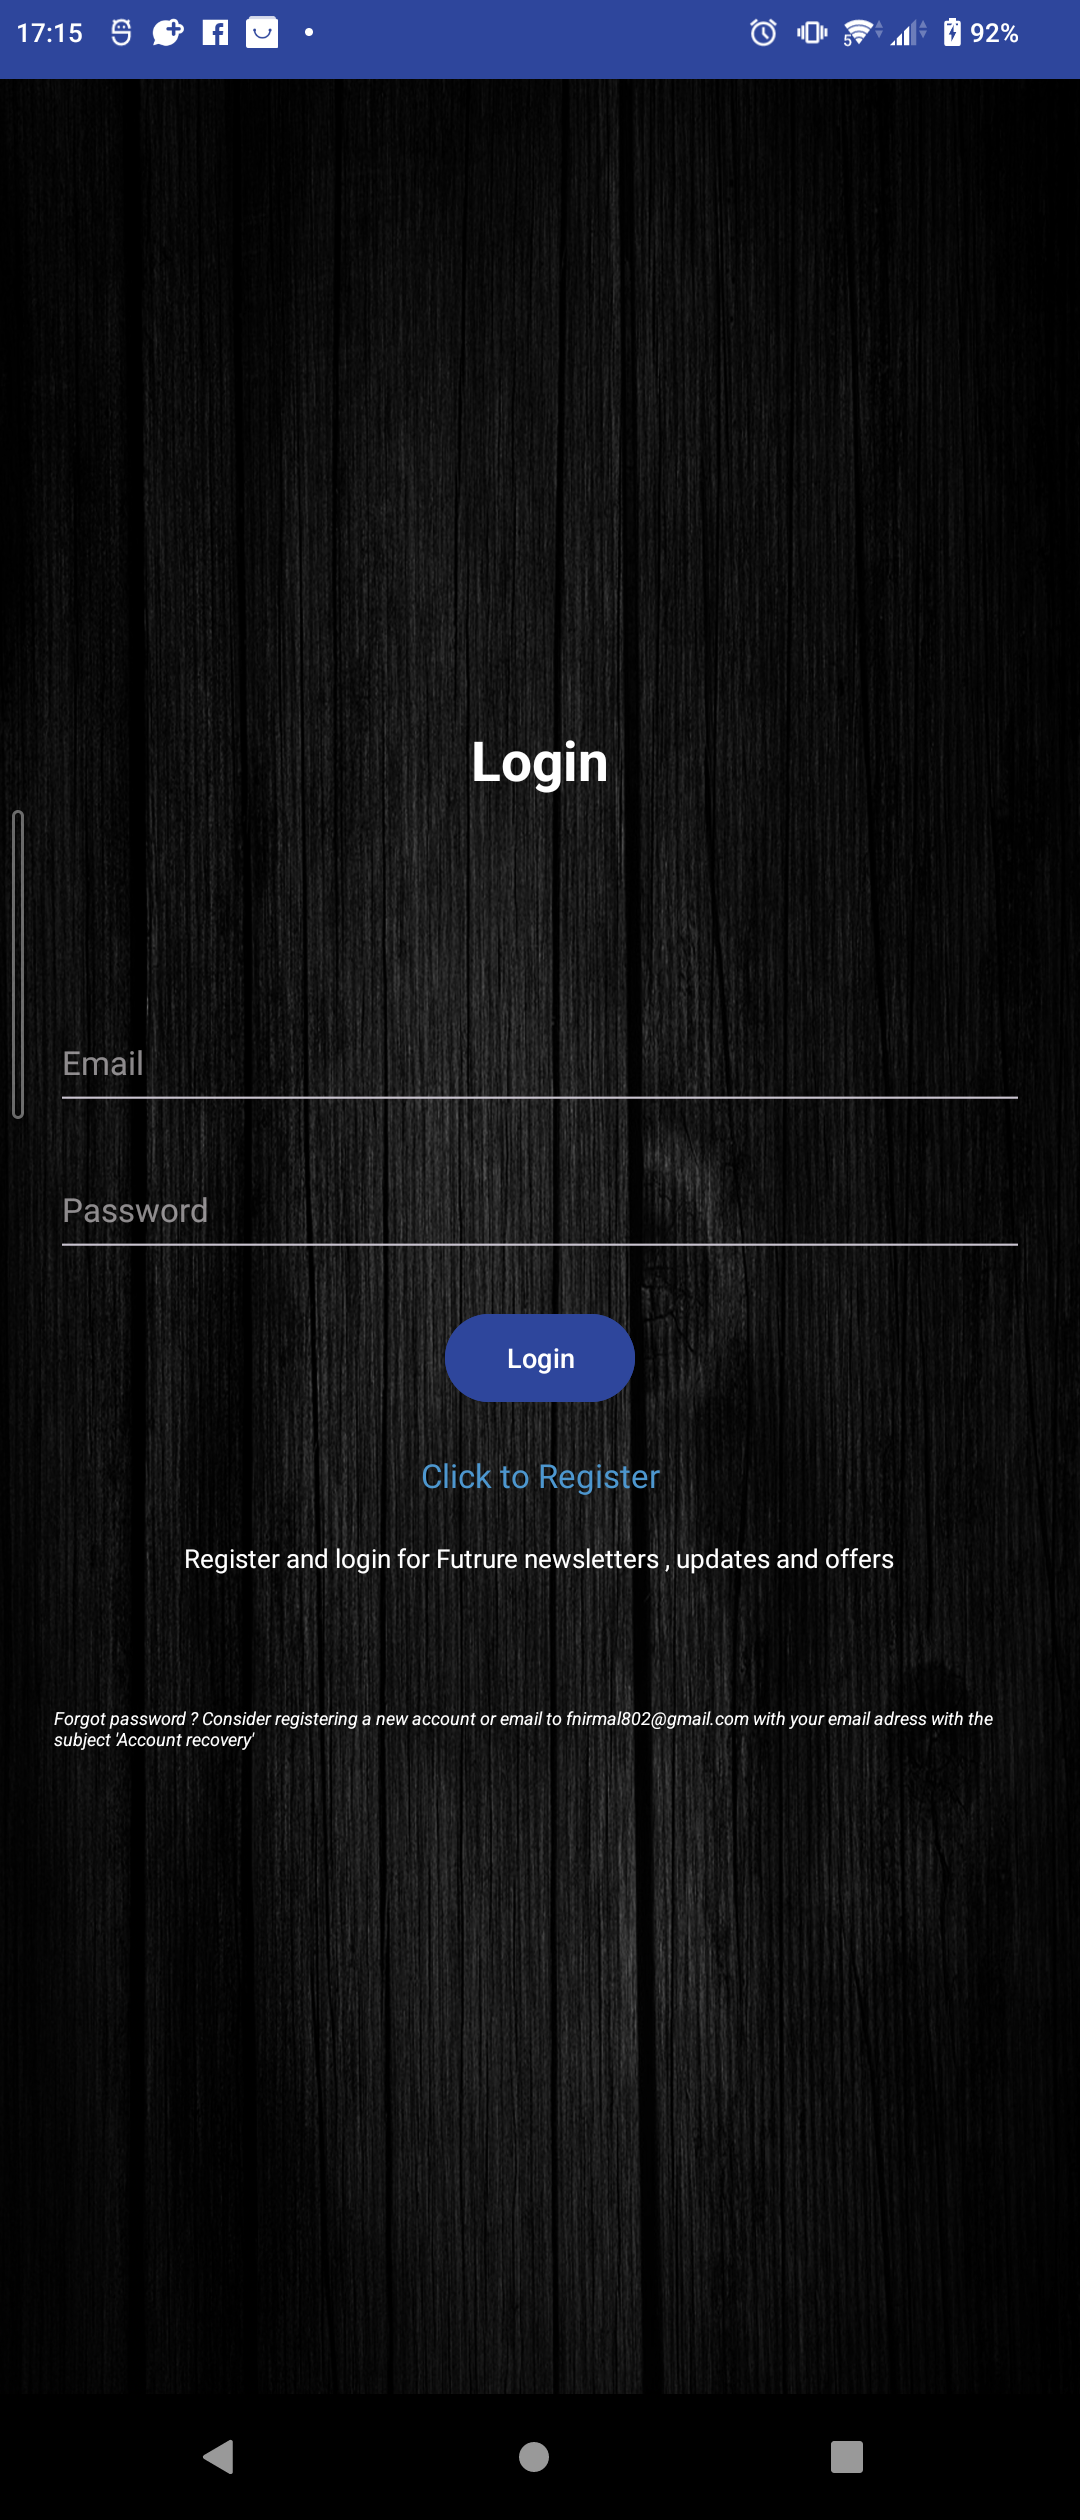 17:15
5
92%
Login
Email
Password
Login
Click to Register
Register and login for Futrure newsletters , updates and offers
Forgot password ? Consider registering a new account or email to fnirmal802@gmail.com with your email adress with the
subject 'Account recovery'